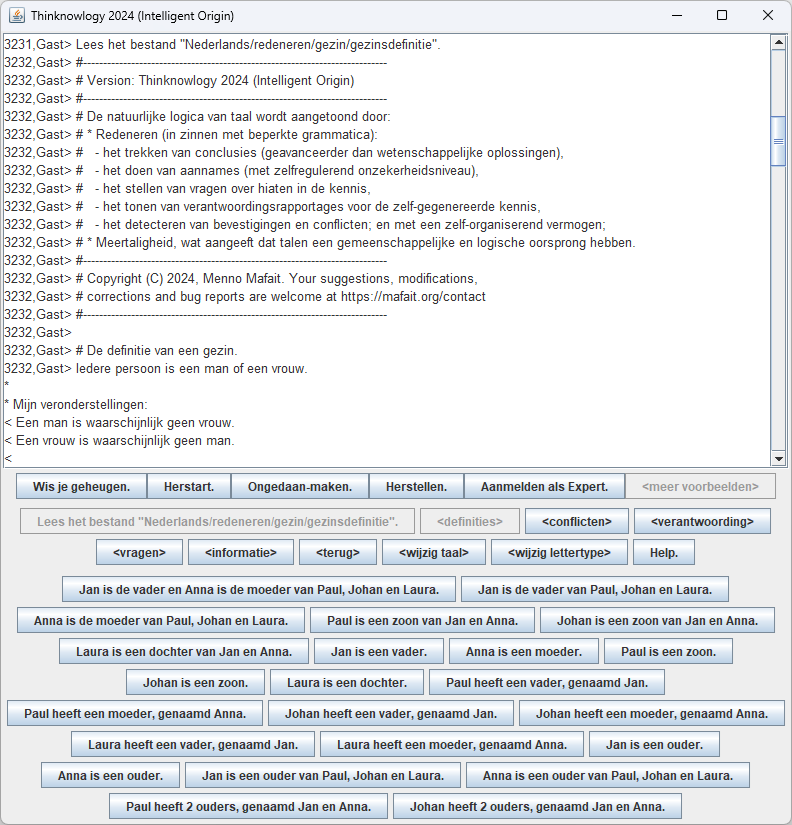 Thinknowlogy 2024 (Intelligent Origin)
3231,Gast> Lees het bestand "Nederlands/redeneren/gezin/gezinsdefinitie".
3232,Gast> #----------------------------------------------------------------------------
3232,Gast> # Version: Thinknowlogy 2024 (Intelligent Origin)
3232,Gast> #----------------------------------------------------------------------------
3232,Gast> # De natuurlijke logica van taal wordt aangetoond door:
3232,Gast> # * Redeneren (in zinnen met beperkte grammatica):
3232,Gast> #   - het trekken van conclusies (geavanceerder dan wetenschappelijke oplossingen),
3232,Gast> #   - het doen van aannames (met zelfregulerend onzekerheidsniveau),
3232,Gast> #   - het stellen van vragen over hiaten in de kennis,
3232,Gast> #   - het tonen van verantwoordingsrapportages voor de zelf-gegenereerde kennis,
3232,Gast> #   - het detecteren van bevestigingen en conflicten; en met een zelf-organiserend vermogen;
3232,Gast> # * Meertaligheid, wat aangeeft dat talen een gemeenschappelijke en logische oorsprong hebben.
3232,Gast> #----------------------------------------------------------------------------
3232,Gast> # Copyright (C) 2024, Menno Mafait. Your suggestions, modifications,
3232,Gast> # corrections and bug reports are welcome at https://mafait.org/contact
3232,Gast> #----------------------------------------------------------------------------
3232,Gast>
3232,Gast> # De definitie van een gezin.
3232,Gast> Iedere persoon is een man of een vrouw.
*
* Mijn veronderstellingen:
< Een man is waarschijnlijk geen vrouw.
< Een vrouw is waarschijnlijk geen man.
<
Wis je geheugen. Herstart. Ongedaan-maken. Herstellen. Aanmelden als Expert. <meer voorbeelden>
Lees het bestand "Nederlands/redeneren/gezin/gezinsdefinitie". <definities> <conflicten> <verantwoording>
<vragen> <informatie> <terug> <wijzig taal> <wijzig lettertype> Help.
Jan is de vader en Anna is de moeder van Paul, Johan en Laura. Jan is de vader van Paul, Johan en Laura.
Anna is de moeder van Paul, Johan en Laura. Paul is een zoon van Jan en Anna. Johan is een zoon van Jan en Anna.
Laura is een dochter van Jan en Anna. Jan is een vader. Anna is een moeder. Paul is een zoon.
Johan is een zoon. Laura is een dochter. Paul heeft een vader, genaamd Jan.
Paul heeft een moeder, genaamd Anna. Johan heeft een vader, genaamd Jan. Johan heeft een moeder, genaamd Anna.
Laura heeft een vader, genaamd Jan. Laura heeft een moeder, genaamd Anna. Jan is een ouder.
Anna is een ouder. Jan is een ouder van Paul, Johan en Laura. Anna is een ouder van Paul, Johan en Laura.
Paul heeft 2 ouders, genaamd Jan en Anna. Johan heeft 2 ouders, genaamd Jan en Anna.